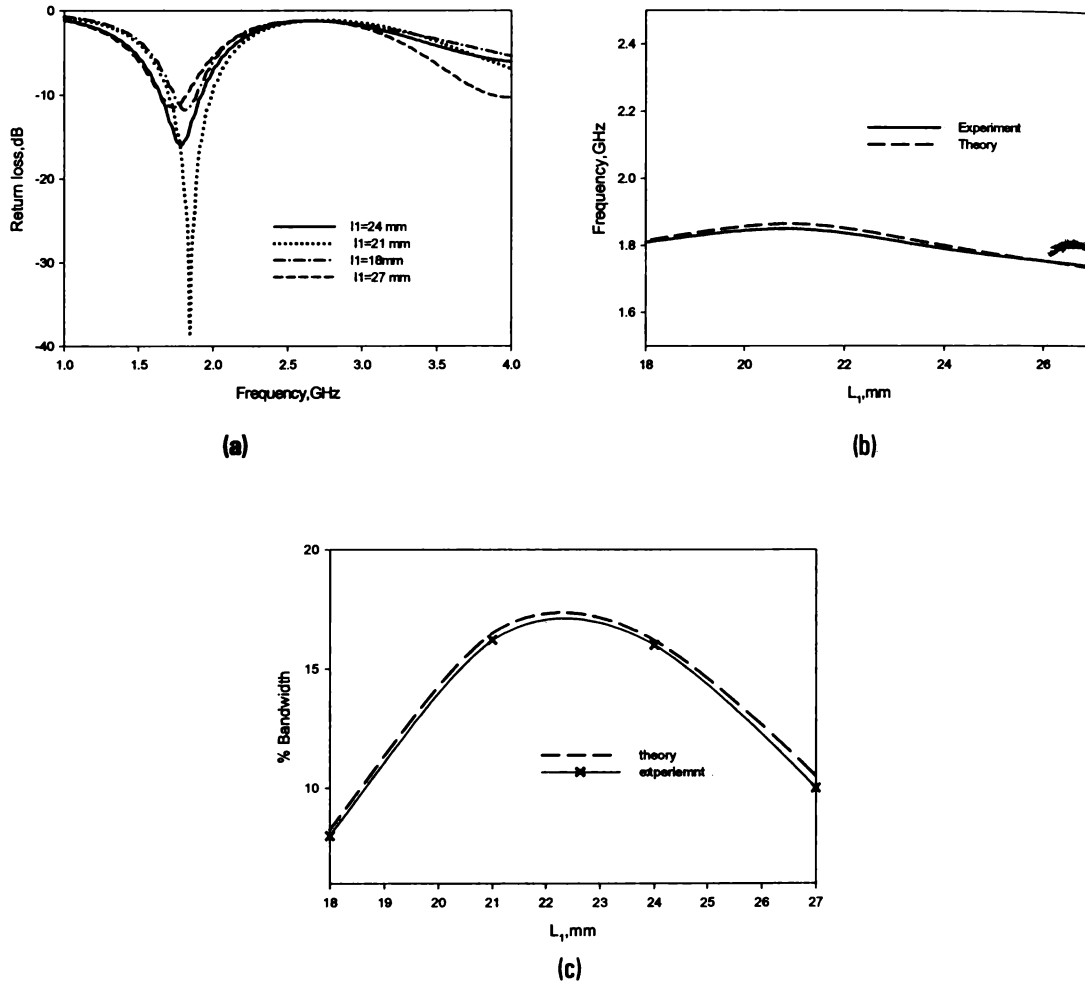 0
-10
-20
-30
-40
Return loss,dB
l1=24 mm
l1=21 mm
l1=18mm
l1=27 mm
1.0 1.5 2.0 2.5 3.0 3.5 4.0
Frequency,GHz
(a)
2.4
2.2
2.0
1.8
1.6
Frequency,GHz
Experiment
Theory
18 20 22 24 26
L1,mm
(b)
20
15
10
% Bandwidth
theory
extperiemnt
18 19 20 21 22 23 24 25 26 27
L1,mm
(c)